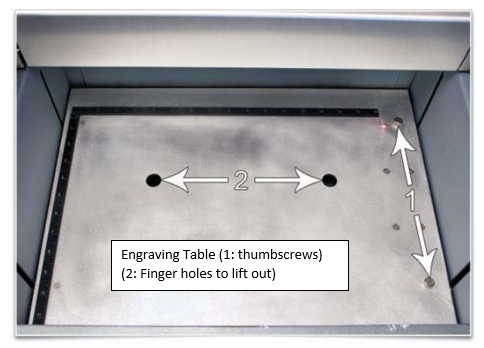 2
1
Engraving Table (1: thumbscrews)
(2: Finger holes to lift out)